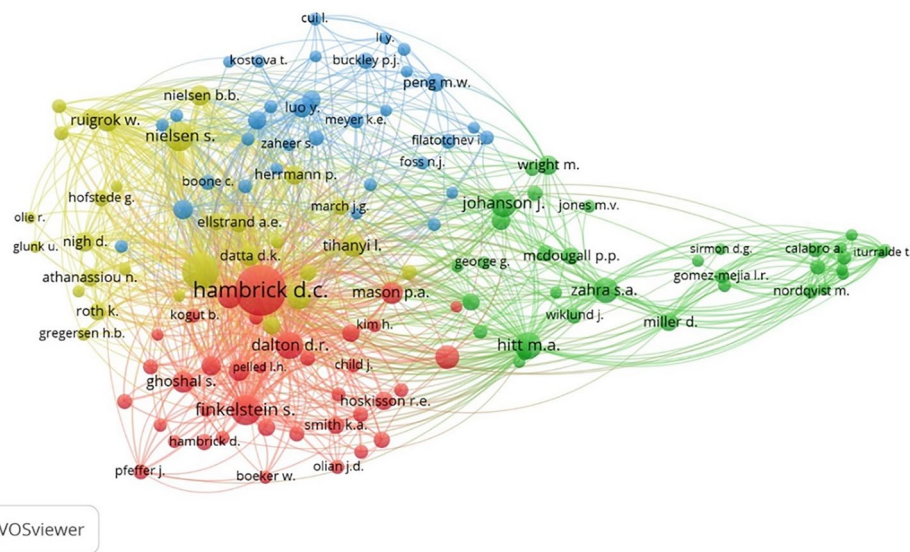 cui l.
li y.
kostova t.
buckley p.j.
peng m.w.
nielsen b.b.
luo y.
ruigrok w.
meyer k.e.
nielsen s.
zaheer s.
filatotchev i.
foss n.j.
wright m.
herrmann p.
boone c.
hofstede g.
johanson j.
jones m.v.
march j.g.
olie r.
ellstrand a.e.
glunk u.
nigh d.
tihanyi l.
sirmon d.g.
calabro a.
iturralde t
datta d.k.
mcdougall p.p.
george g.
athanassiou n.
gomez-mejia l.r.
hambrick d.c.
mason p.a.
zahra s.a.
nordqvist m.
roth k.
kogut b.
wiklund j.
kim h.
miller d.
gregersen h.b.
dalton d.r.
hitt m.a.
pelled l.h.
child j.
ghoshal s.
hoskisson r.e.
finkelstein s.
smith k.a.
hambrick d.
pfeffer j.
olian j.d.
boeker w.
VOSviewer